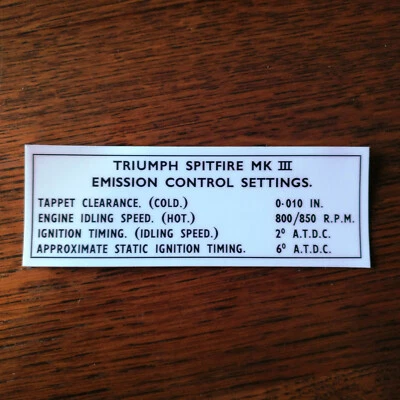 TRIUMPH SPITFIRE MK III
EMISSION CONTROL SETTINGS.
TAPPET CLEARANCE. (COLD.) 0·010 IN.
ENGINE IDLING SPEED. (HOT.) 800/850 R.P.M.
IGNITION TIMING. (IDLING SPEED.) 2° A.T.D.C.
APPROXIMATE STATIC IGNITION TIMING. 6° A.T.D.C.